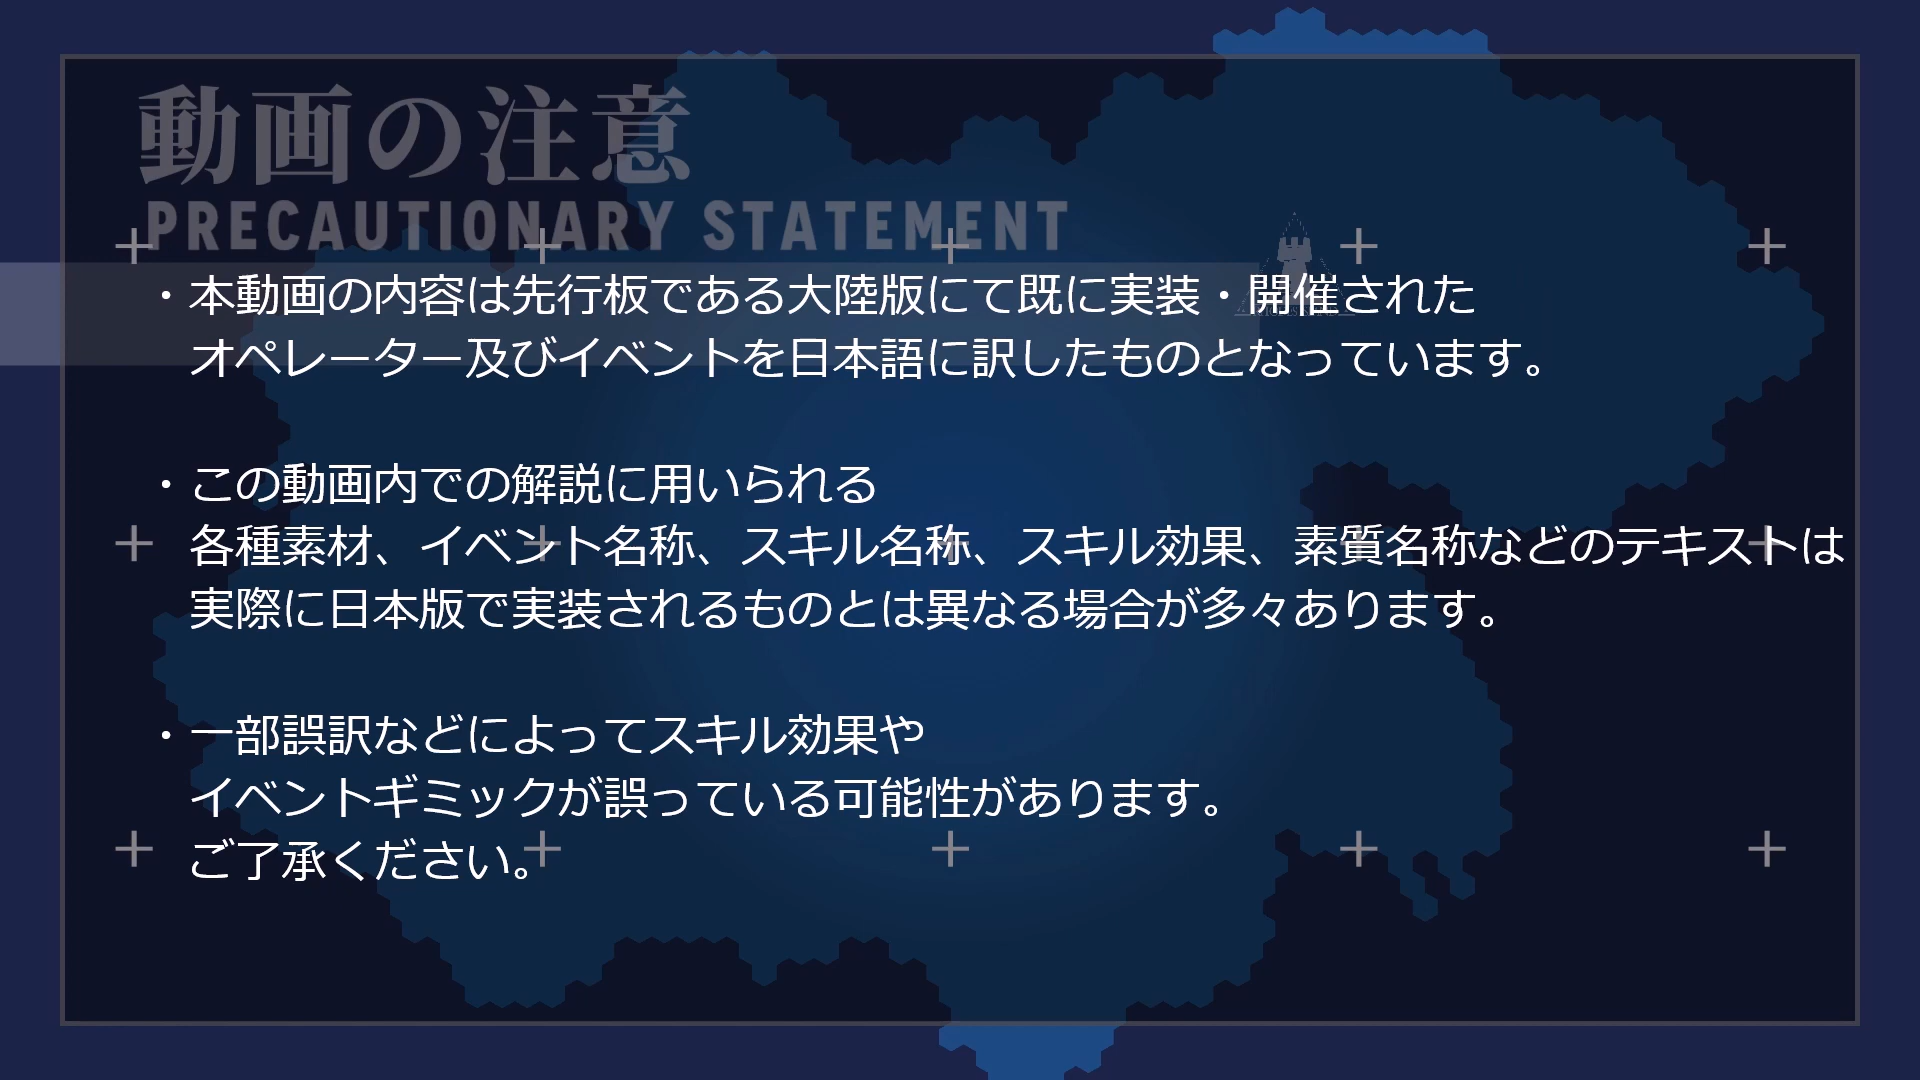 動画の注意
PRECAUTIONARY STATEMENT
・本動画の内容は先行板である大陸版にて既に実装・開催された
オペレーター及びイベントを日本語に訳したものとなっています。
・この動画内での解説に用いられる
各種素材、イベント名称、スキル名称、スキル効果、素質名称などのテキストは
実際に日本版で実装されるものとは異なる場合が多々あります。
・一部誤訳などによってスキル効果や
イベントギミックが誤っている可能性があります。
ご了承ください。